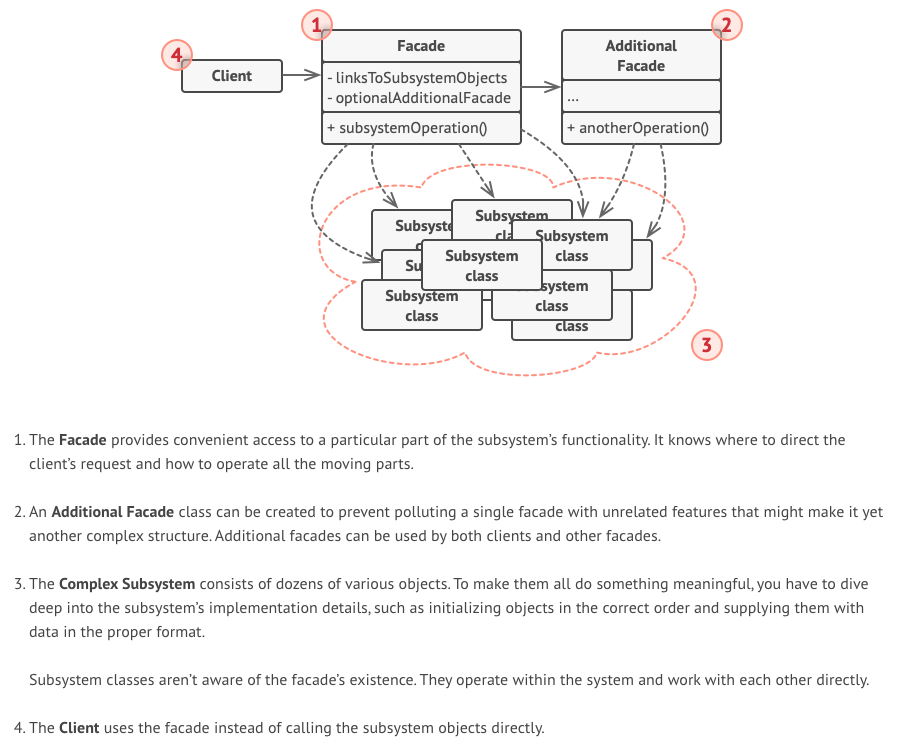 1
2
4
Facade
Additional
Facade
Client
- linksToSubsystemObjects
- optionalAdditionalFacade
...
+ subsystemOperation()
+ anotherOperation()
Subsystem
class
Subsystem
class
Subsystem
class
Subsystem
class
class
class
3
1. The Facade provides convenient access to a particular part of the subsystem's functionality. It knows where to direct the
client's request and how to operate all the moving parts.
2. An Additional Facade class can be created to prevent polluting a single facade with unrelated features that might make it yet
another complex structure. Additional facades can be used by both clients and other facades.
3. The Complex Subsystem consists of dozens of various objects. To make them all do something meaningful, you have to dive
deep into the subsystem's implementation details, such as initializing objects in the correct order and supplying them with
data in the proper format.
Subsystem classes aren't aware of the facade's existence. They operate within the system and work with each other directly.
4. The Client uses the facade instead of calling the subsystem objects directly.